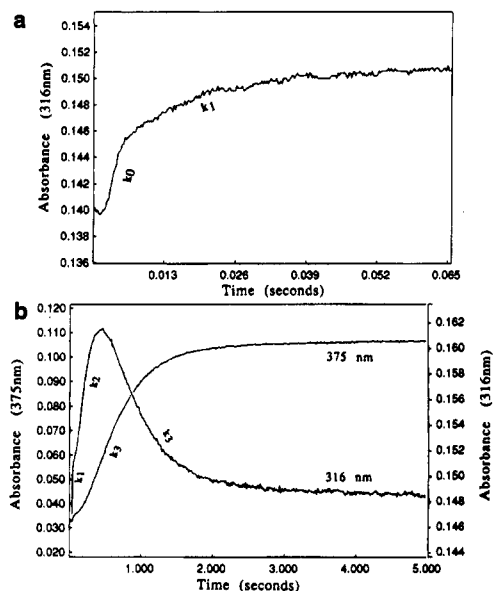 a
Absorbance (316nm)
0.154
0.152
0.150
0.148
0.146
0.144
0.142
0.140
0.138
0.136
k0
k1
0.013
0.026
0.039
0.052
0.065
Time (seconds)
b
Absorbance (375nm)
0.120
0.110
0.100
0.090
0.080
0.070
0.060
0.050
0.040
0.030
0.020
k1
k2
k3
k3
375 nm
316 nm
0.162
0.160
0.158
0.156
0.154
0.152
0.150
0.148
0.146
0.144
Absorbance (316nm)
1.000
2.000
3.000
4.000
5.000
Time (seconds)